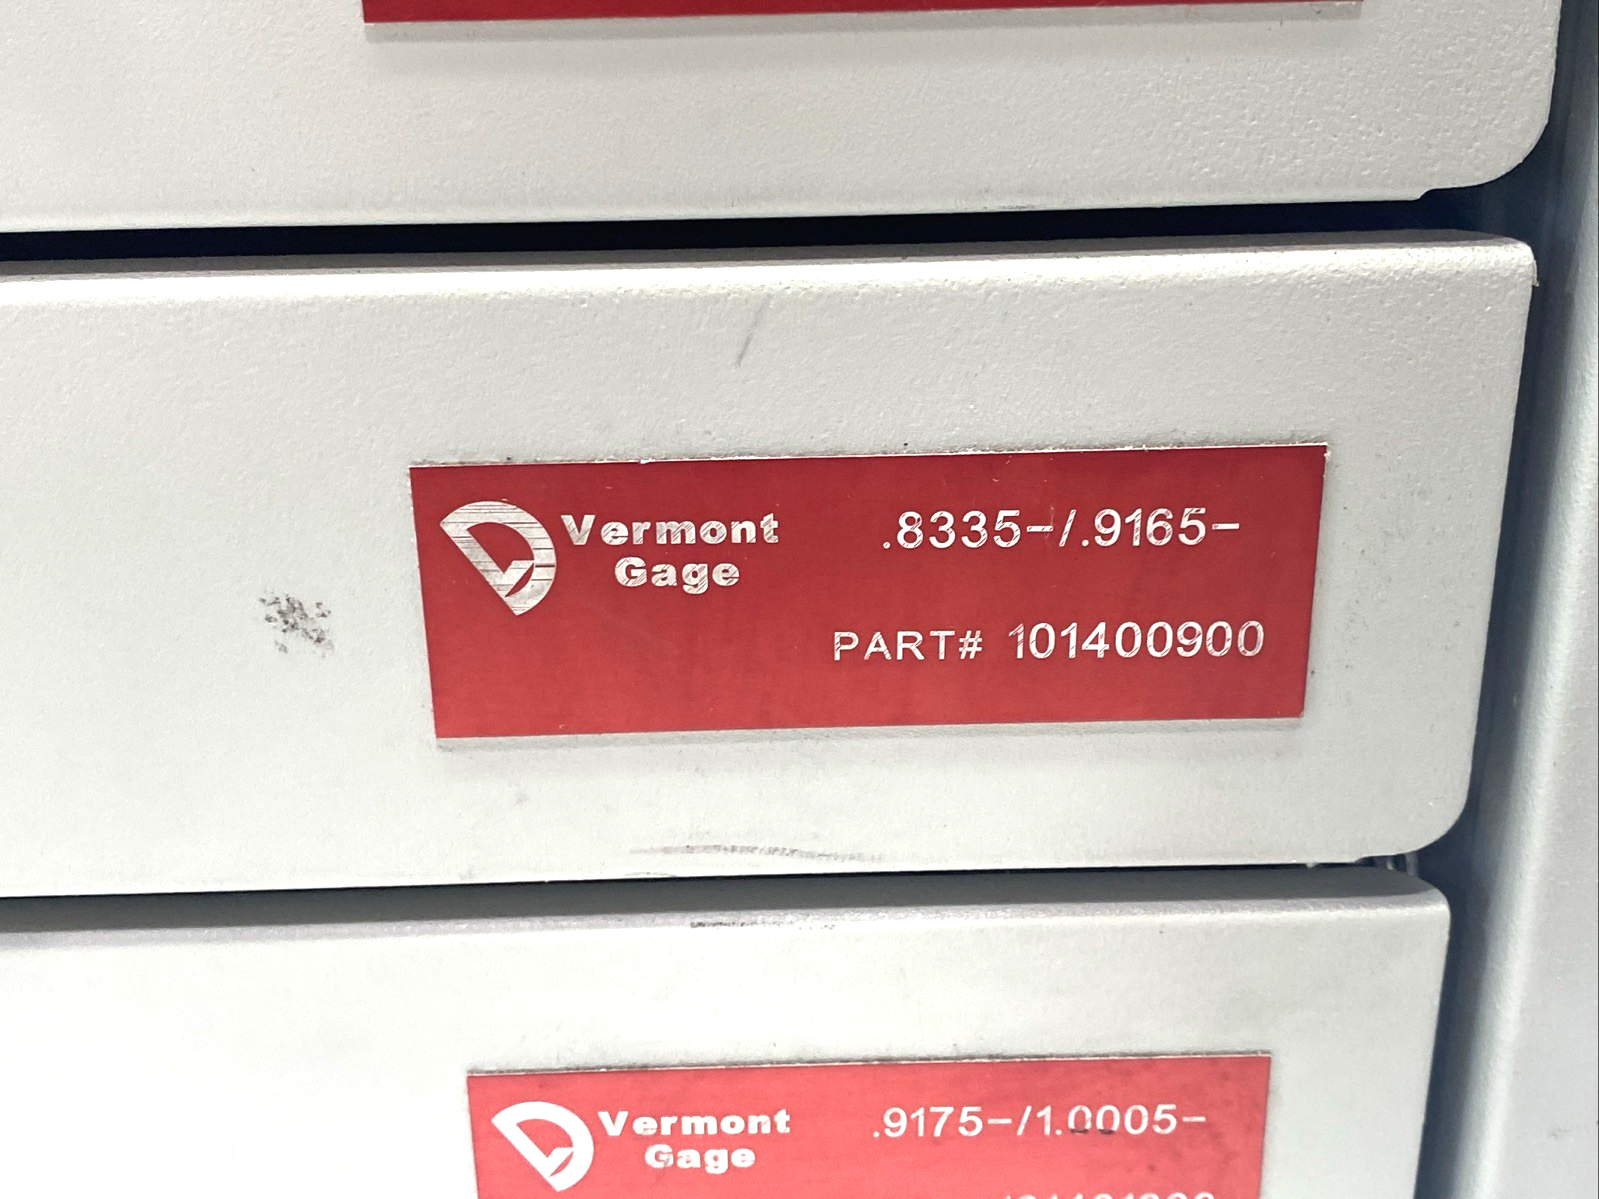 Vermont
Gage
.8335-/.9165-
PART# 101400900
Vermont
Gage
.9175-/1.0005-